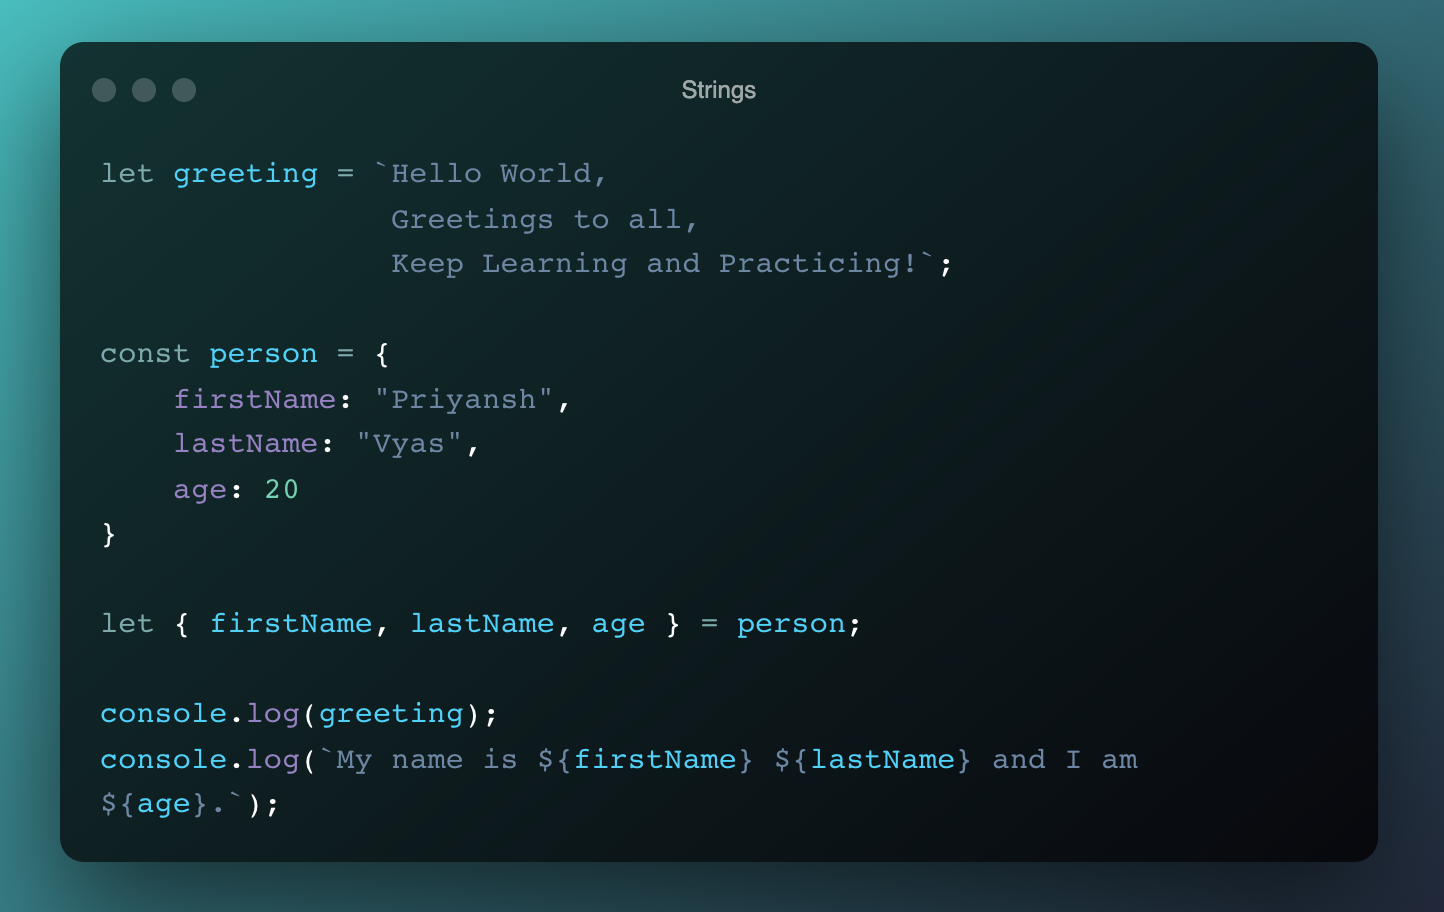 Strings
let greeting = `Hello World,
                Greetings to all,
                Keep Learning and Practicing!`;
const person = {
    firstName: "Priyansh",
    lastName: "Vyas",
    age: 20
}
let { firstName, lastName, age } = person;
console.log(greeting);
console.log(`My name is ${firstName} ${lastName} and I am
${age}.`);